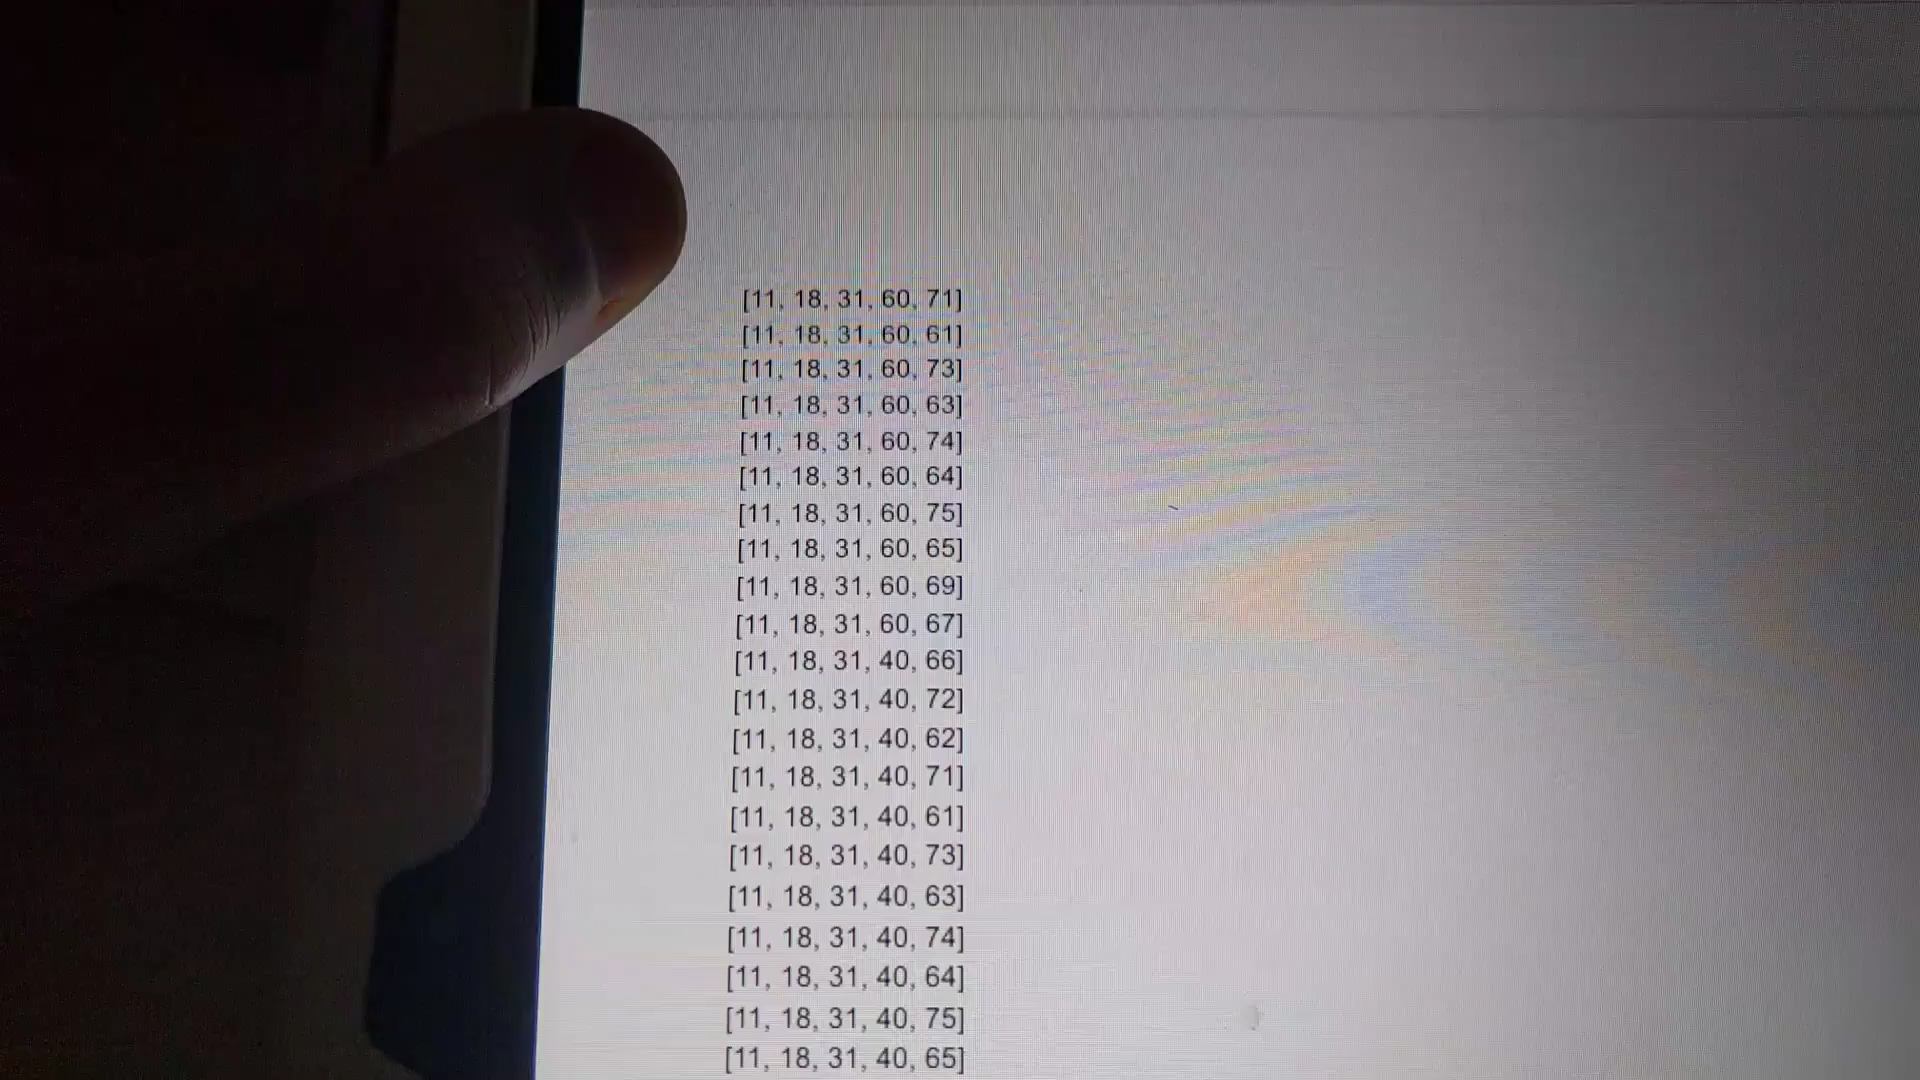 [11, 18, 31, 60, 71]
[11, 18, 31, 60, 61]
[11, 18, 31, 60, 73]
[11, 18, 31, 60, 63]
[11, 18, 31, 60, 74]
[11, 18, 31, 60, 64]
[11, 18, 31, 60, 75]
[11, 18, 31, 60, 65]
[11, 18, 31, 60, 69]
[11, 18, 31, 60, 67]
[11, 18, 31, 40, 66]
[11, 18, 31, 40, 72]
[11, 18, 31, 40, 62]
[11, 18, 31, 40, 71]
[11, 18, 31, 40, 61]
[11, 18, 31, 40, 73]
[11, 18, 31, 40, 63]
[11, 18, 31, 40, 74]
[11, 18, 31, 40, 64]
[11, 18, 31, 40, 75]
[11, 18, 31, 40, 65]